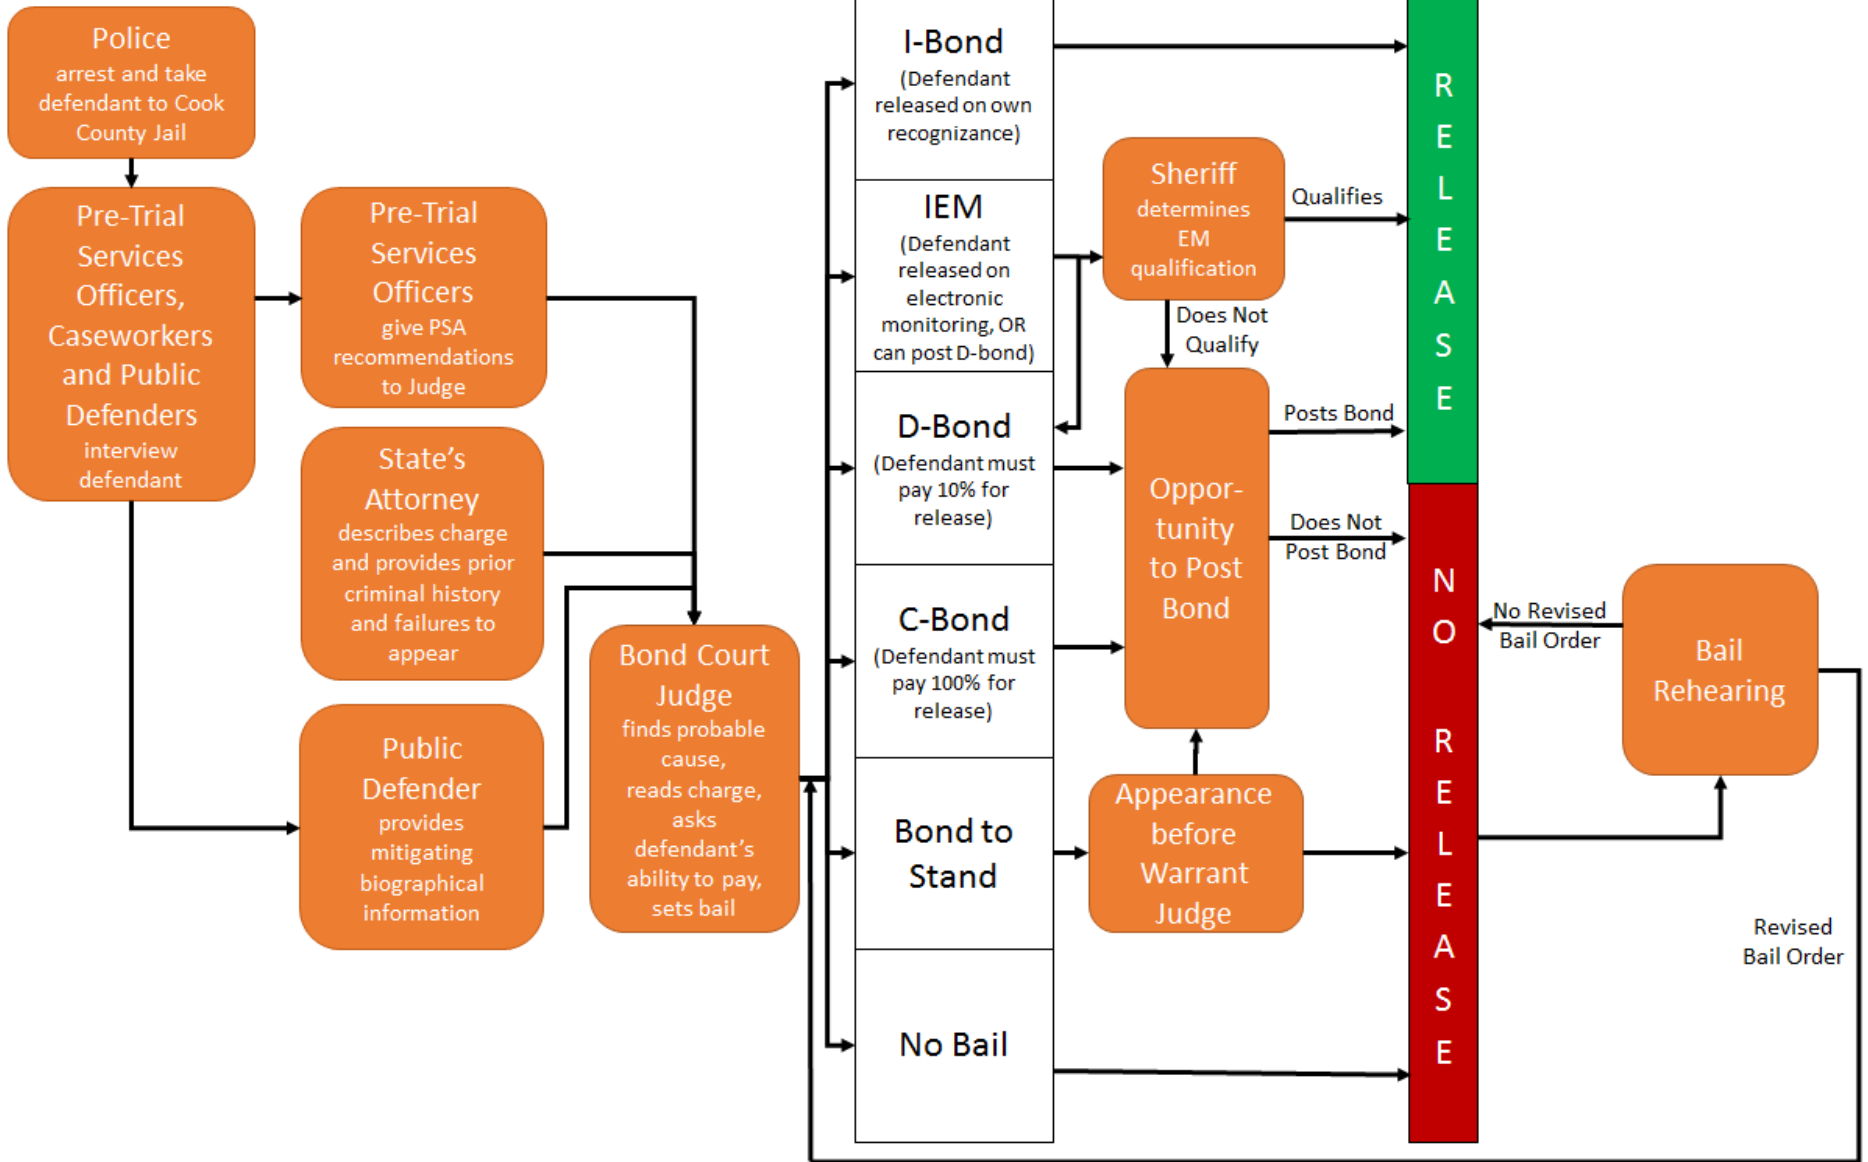 Police
arrest and take
defendant to Cook
County Jail
Pre-Trial
Services
Officers,
Caseworkers
and Public
Defenders
interview
defendant
Pre-Trial
Services
Officers
give PSA
recommendations
to Judge
State's
Attorney
describes charge
and provides prior
criminal history
and failures to
appear
Public
Defender
provides
mitigating
biographical
information
Bond Court
Judge
finds probable
cause,
reads charge,
asks
defendant's
ability to pay,
sets bail
I-Bond
(Defendant
released on own
recognizance)
IEM
(Defendant
released on
electronic
monitoring, OR
can post D-bond)
D-Bond
(Defendant must
pay 10% for
release)
C-Bond
(Defendant must
pay 100% for
release)
Bond to
Stand
No Bail
Sheriff
determines
EM
qualification
Qualifies
Does Not
Qualify
Oppor-
tunity
to Post
Bond
Posts Bond
Does Not
Post Bond
Appearance
before
Warrant
Judge
R
E
L
E
A
S
E
N
O
R
E
L
E
A
S
E
No Revised
Bail Order
Bail
Rehearing
Revised
Bail Order